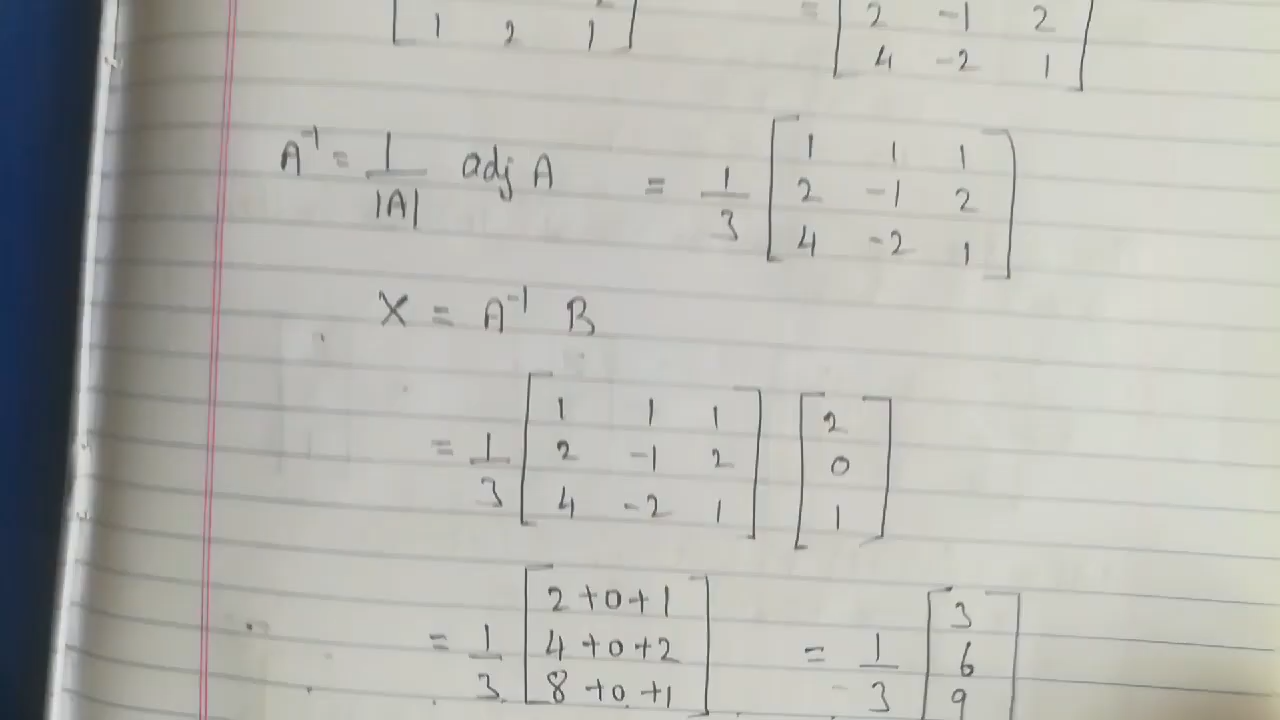 [ 1 2 1 ] = [ 2 -1 2
4 -2 1 ]
A⁻¹ = 1/|A| adj A = 1/3 [ 1 1 1
2 -1 2
4 -2 1 ]
X = A⁻¹ B
= 1/3 [ 1 1 1
2 -1 2
4 -2 1 ] [ 2
0
1 ]
= 1/3 [ 2+0+1
4+0+2
8+0+1 ] = 1/3 [ 3
6
9